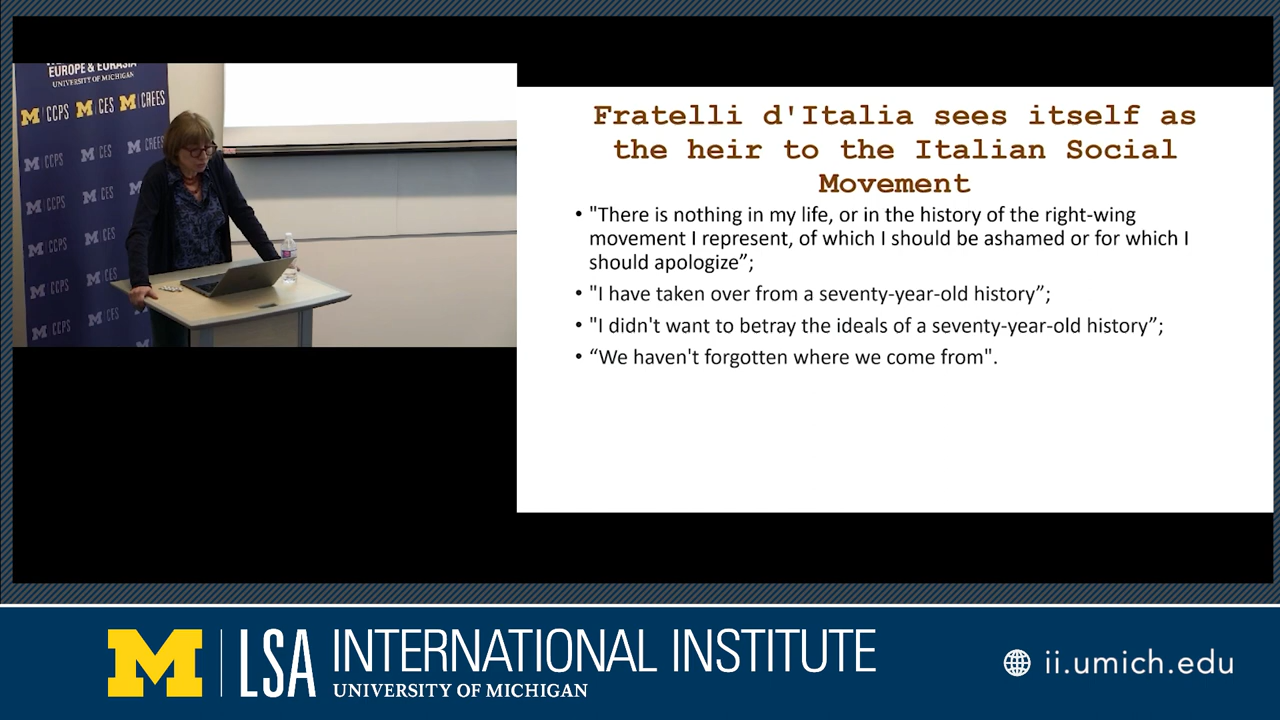 EUROPE & EURASIA
UNIVERSITY OF MICHIGAN
M CCPS M CES M CREES
M CCPS M CES M CREES
M CCPS M CES
M CCPS M CES
M CCPS M CES
M CCPS M CES
Fratelli d'Italia sees itself as
the heir to the Italian Social
Movement
• "There is nothing in my life, or in the history of the right-wing
movement I represent, of which I should be ashamed or for which I
should apologize”;
• "I have taken over from a seventy-year-old history”;
• "I didn't want to betray the ideals of a seventy-year-old history”;
• “We haven't forgotten where we come from".
M LSA INTERNATIONAL INSTITUTE
UNIVERSITY OF MICHIGAN
ii.umich.edu